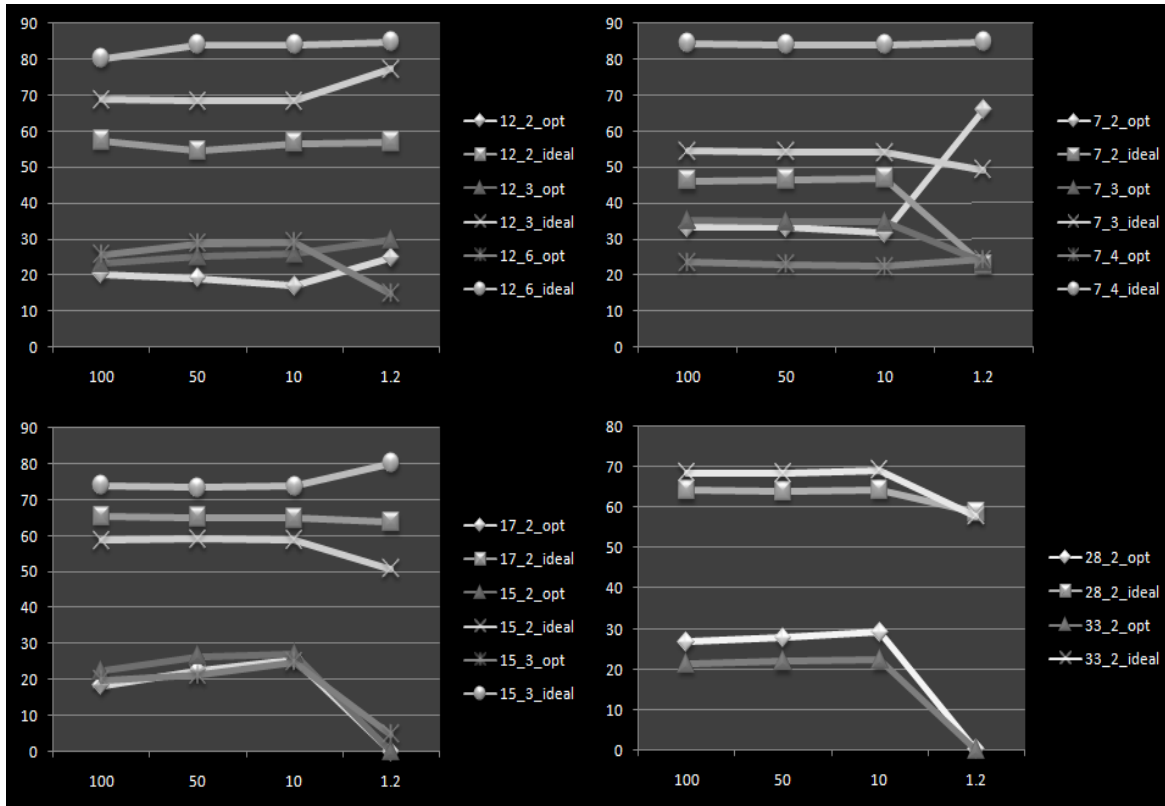 90
80
70
60
50
40
30
20
10
0
100 50 10 1.2
12_2_opt
12_2_ideal
12_3_opt
12_3_ideal
12_6_opt
12_6_ideal
90
80
70
60
50
40
30
20
10
0
100 50 10 1.2
7_2_opt
7_2_ideal
7_3_opt
7_3_ideal
7_4_opt
7_4_ideal
90
80
70
60
50
40
30
20
10
0
100 50 10 1.2
17_2_opt
17_2_ideal
15_2_opt
15_2_ideal
15_3_opt
15_3_ideal
80
70
60
50
40
30
20
10
0
100 50 10 1.2
28_2_opt
28_2_ideal
33_2_opt
33_2_ideal